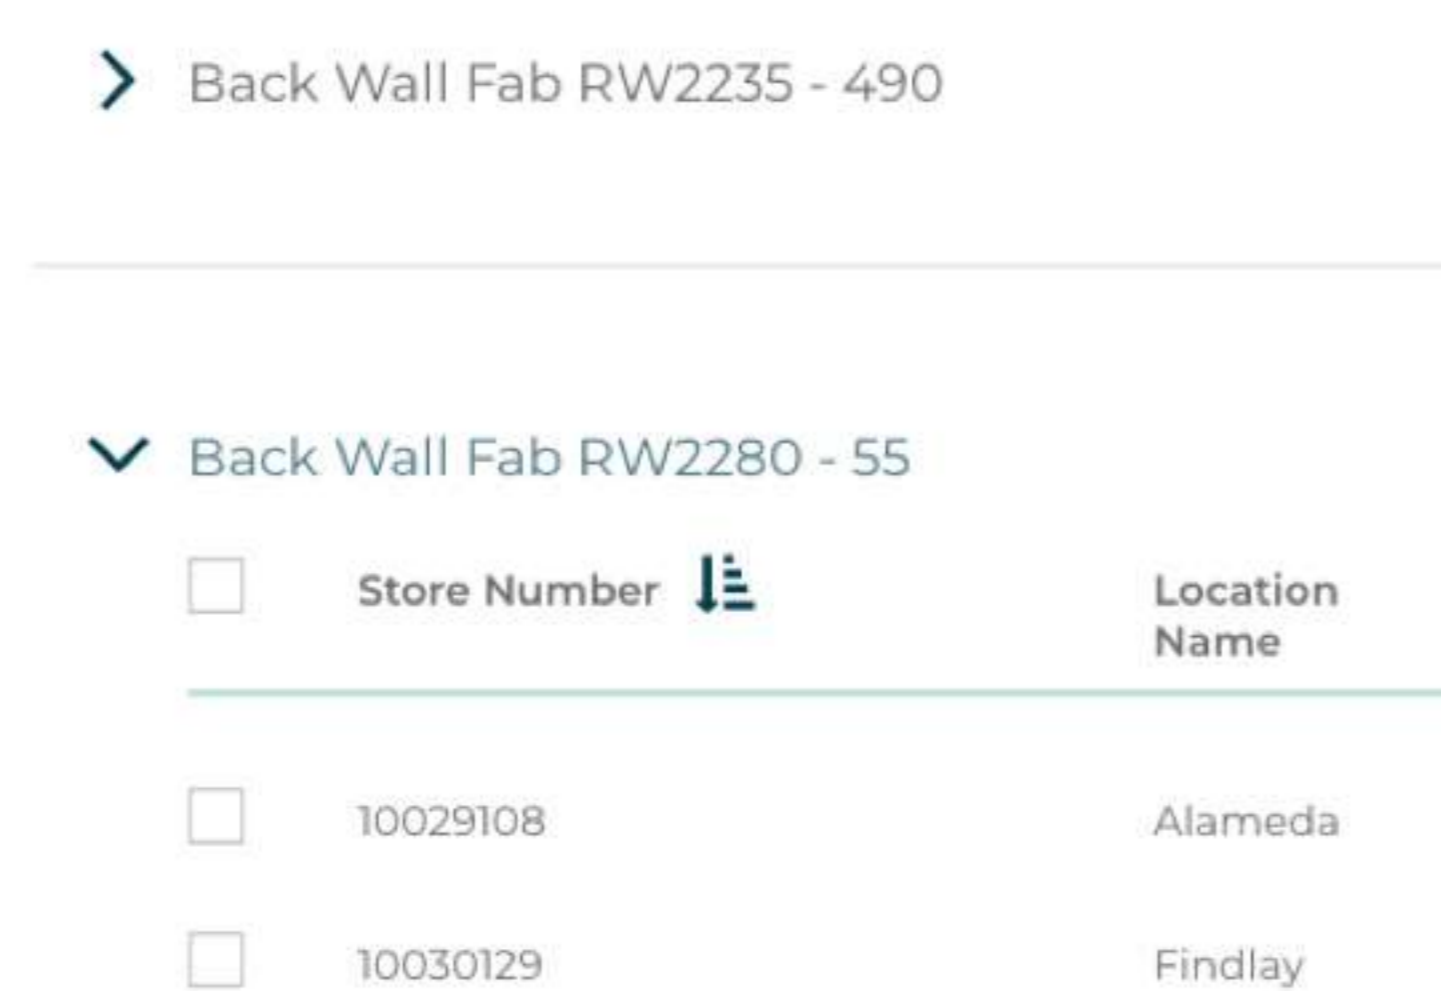 Back Wall Fab RW2235 - 490
Back Wall Fab RW2280 - 55
Store Number
Location
Name
10029108
Alameda
10030129
Findlay